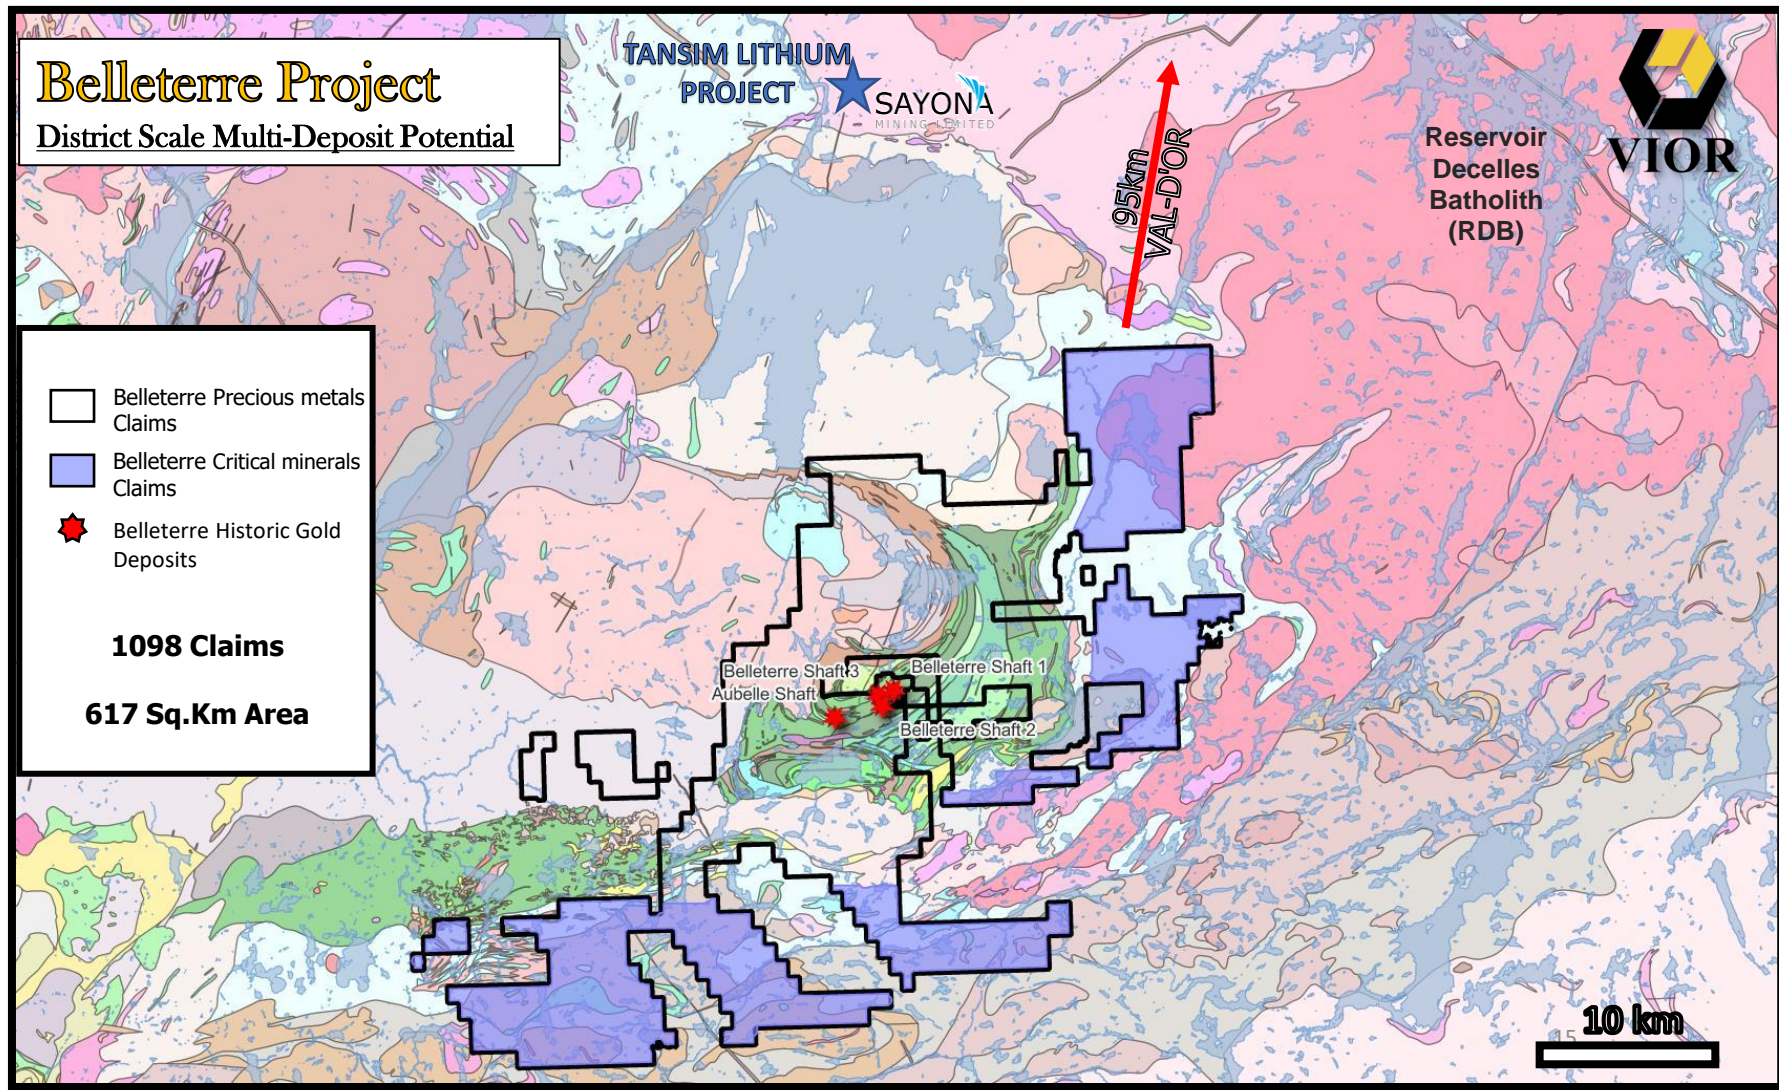 Belleterre Project
District Scale Multi-Deposit Potential
TANSIM LITHIUM
PROJECT
SAYONA
MINING LIMITED
95km
VAL-D'OR
Reservoir
Decelles
Batholith
(RDB)
VIOR
Belleterre Precious metals
Claims
Belleterre Critical minerals
Claims
Belleterre Historic Gold
Deposits
1098 Claims
617 Sq.Km Area
Belleterre Shaft 3
Belleterre Shaft 1
Aubelle Shaft
Belleterre Shaft 2
10 km
15